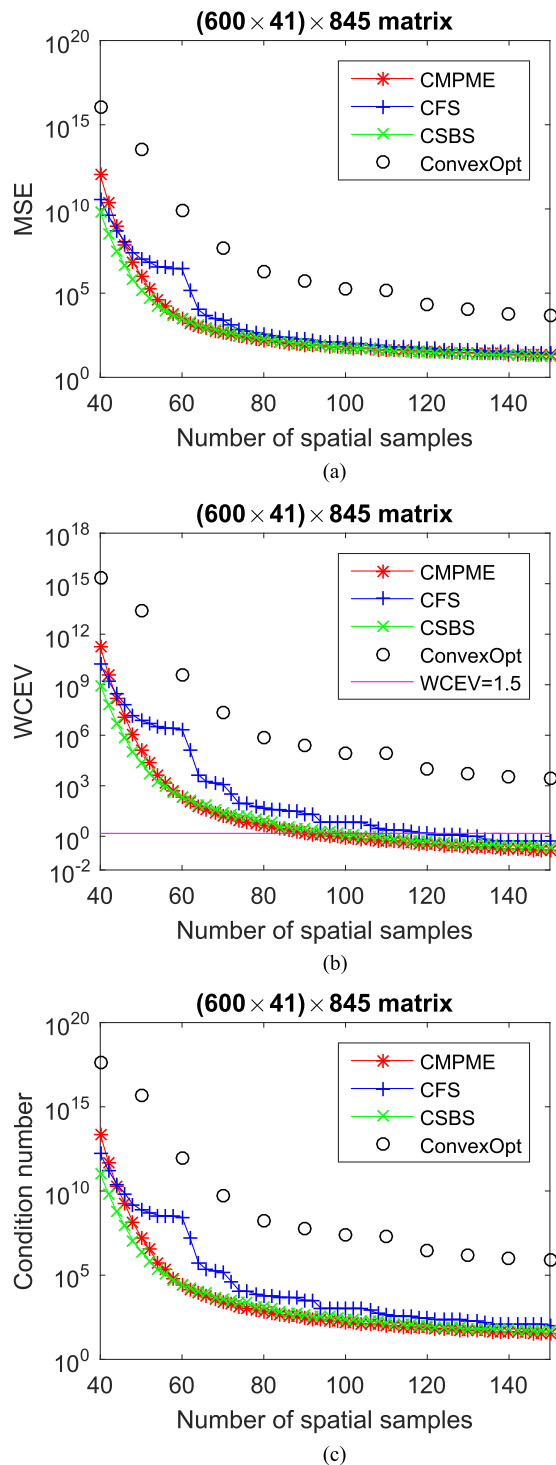 (600 × 41) × 845 matrix
10^20
10^15
10^10
10^5
10^0
MSE
CMPME
CFS
CSBS
ConvexOpt
40 60 80 100 120 140
Number of spatial samples
(a)
(600 × 41) × 845 matrix
10^18
10^15
10^12
10^9
10^6
10^3
10^0
10^-2
WCEV
CMPME
CFS
CSBS
ConvexOpt
WCEV=1.5
40 60 80 100 120 140
Number of spatial samples
(b)
(600 × 41) × 845 matrix
10^20
10^15
10^10
10^5
10^0
Condition number
CMPME
CFS
CSBS
ConvexOpt
40 60 80 100 120 140
Number of spatial samples
(c)